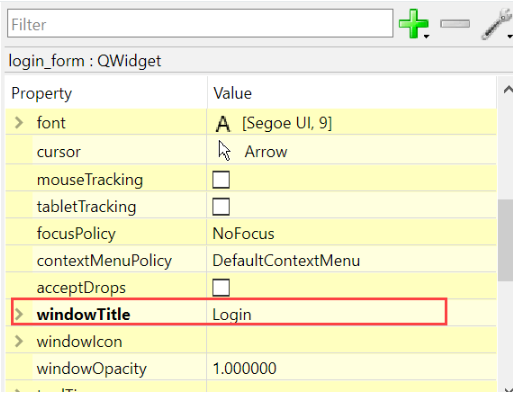 Filter
login_form : QWidget
Property Value
font A [Segoe UI, 9]
cursor Arrow
mouseTracking
tabletTracking
focusPolicy NoFocus
contextMenuPolicy DefaultContextMenu
acceptDrops
windowTitle Login
windowIcon
windowOpacity 1.000000